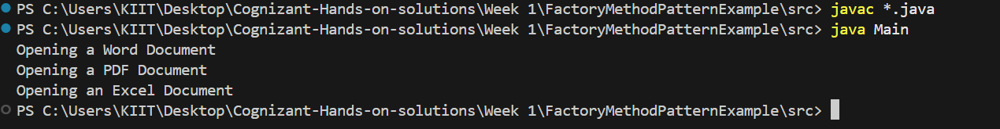 PS C:\Users\KIIT\Desktop\Cognizant-Hands-on-solutions\Week 1\FactoryMethodPatternExample\src> javac *.java
PS C:\Users\KIIT\Desktop\Cognizant-Hands-on-solutions\Week 1\FactoryMethodPatternExample\src> java Main
Opening a Word Document
Opening a PDF Document
Opening an Excel Document
PS C:\Users\KIIT\Desktop\Cognizant-Hands-on-solutions\Week 1\FactoryMethodPatternExample\src>